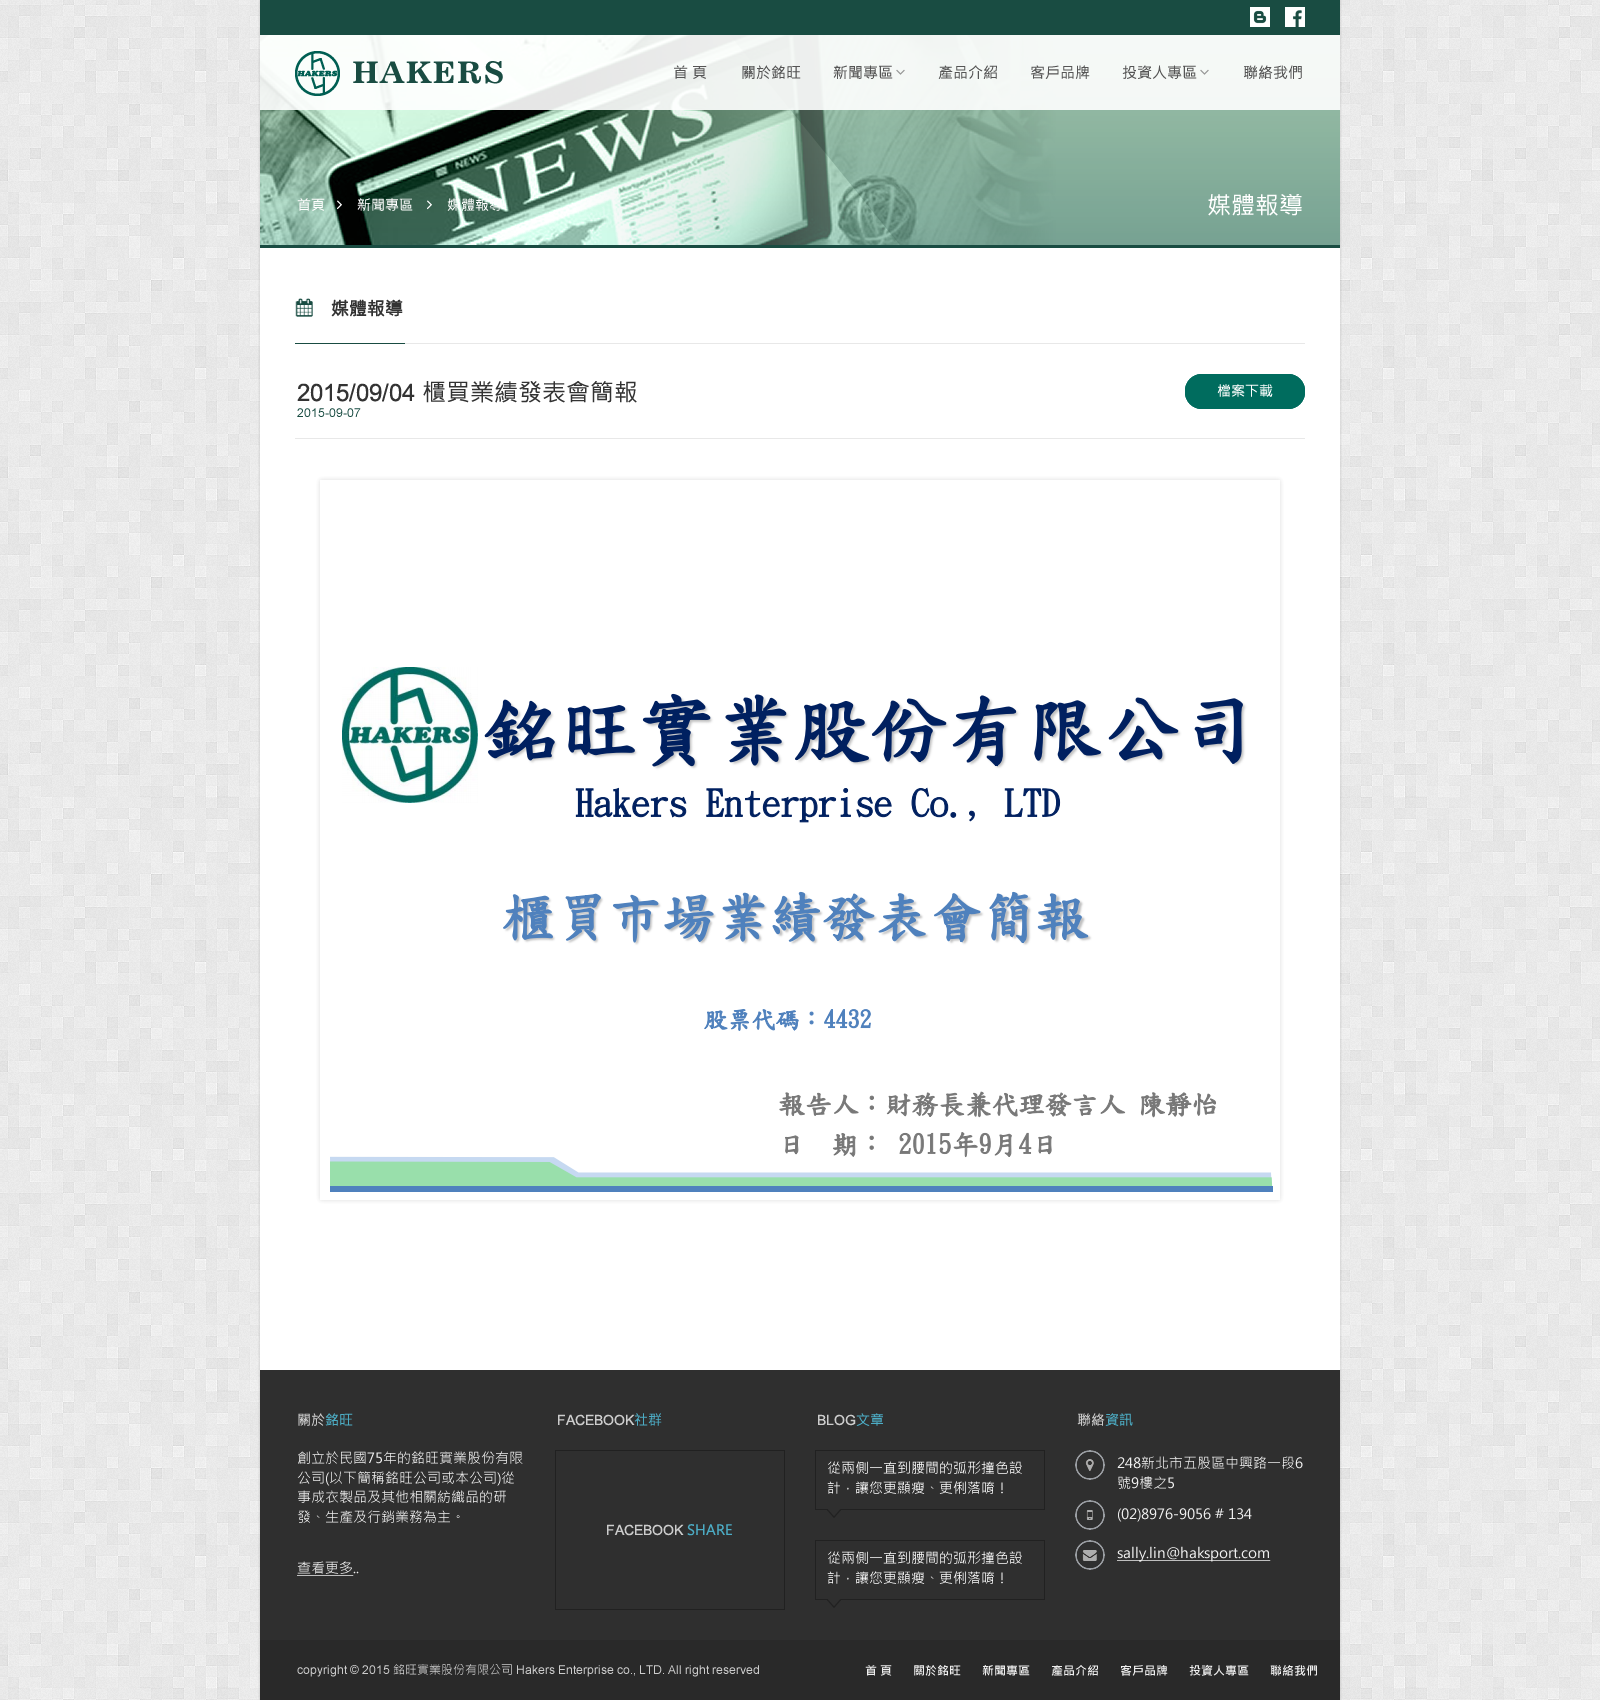 HAKERS HAKERS
首 頁 關於銘旺 新聞專區 產品介紹 客戶品牌 投資人專區 聯絡我們
NEWS
NEWS
Mortgage and Savings Center
首頁 > 新聞專區 > 媒體報導
媒體報導
媒體報導
2015/09/04 櫃買業績發表會簡報
2015-09-07
檔案下載
HAKERS
銘旺實業股份有限公司
Hakers Enterprise Co., LTD
櫃買市場業績發表會簡報
股票代碼：4432
報告人：財務長兼代理發言人 陳靜怡
日 期： 2015年9月4日
關於銘旺
創立於民國75年的銘旺實業股份有限
公司(以下簡稱銘旺公司或本公司)從
事成衣製品及其他相關紡織品的研
發、生產及行銷業務為主。
查看更多..
FACEBOOK社群
FACEBOOK SHARE
BLOG文章
從兩側一直到腰間的弧形撞色設
計，讓您更顯瘦、更俐落唷！
從兩側一直到腰間的弧形撞色設
計，讓您更顯瘦、更俐落唷！
聯絡資訊
248新北市五股區中興路一段6
號9樓之5
(02)8976-9056 # 134
sally.lin@haksport.com
copyright © 2015 銘旺實業股份有限公司 Hakers Enterprise co., LTD. All right reserved
首 頁 關於銘旺 新聞專區 產品介紹 客戶品牌 投資人專區 聯絡我們